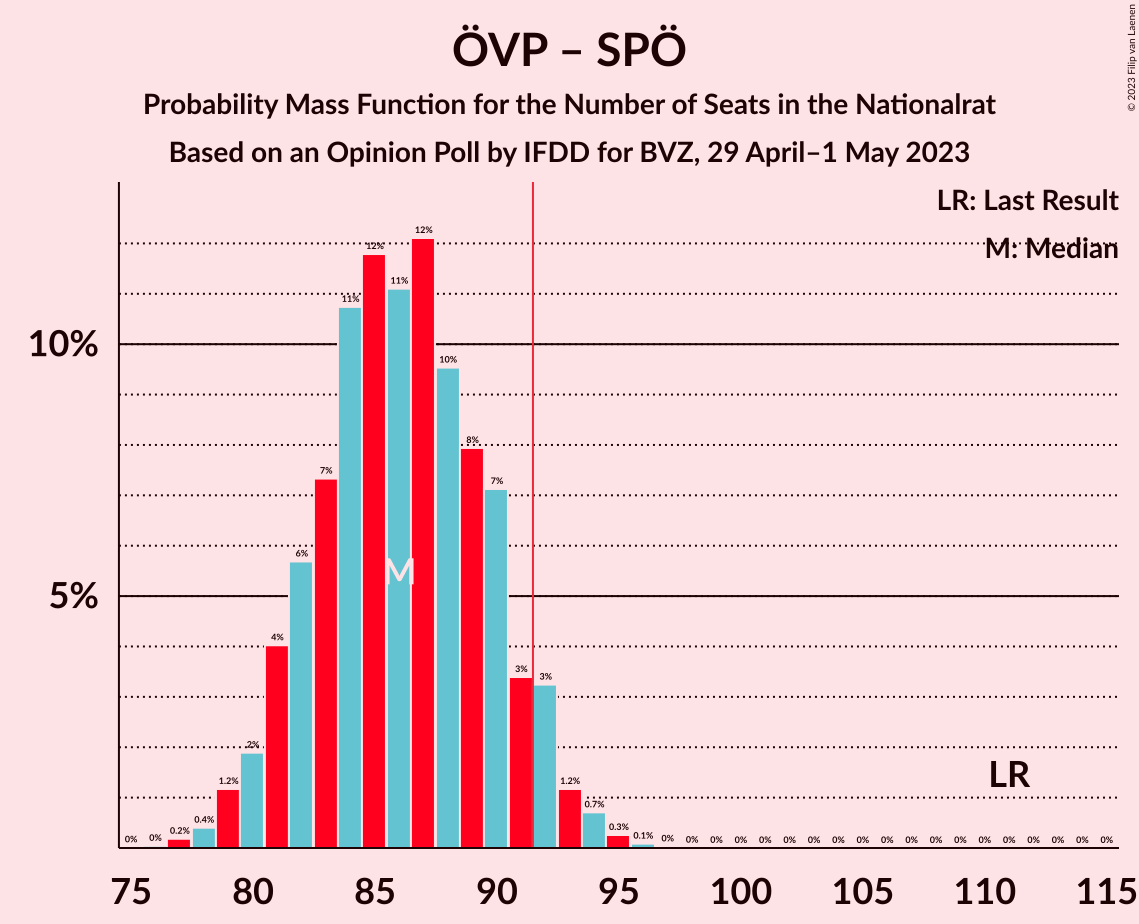 ÖVP – SPÖ
Probability Mass Function for the Number of Seats in the Nationalrat
Based on an Opinion Poll by IFDD for BVZ, 29 April–1 May 2023
© 2023 Filip van Laenen
LR: Last Result
M: Median
10%
5%
0% 0% 0.2% 0.4% 1.2% 2% 4% 6% 7% 11% 12% 11% 12% 10% 8% 7% 3% 3% 1.2% 0.7% 0.3% 0.1% 0% 0% 0% 0% 0% 0% 0% 0% 0% 0% 0% 0% 0% 0% 0% 0% 0% 0% 0%
M
LR
75 80 85 90 95 100 105 110 115